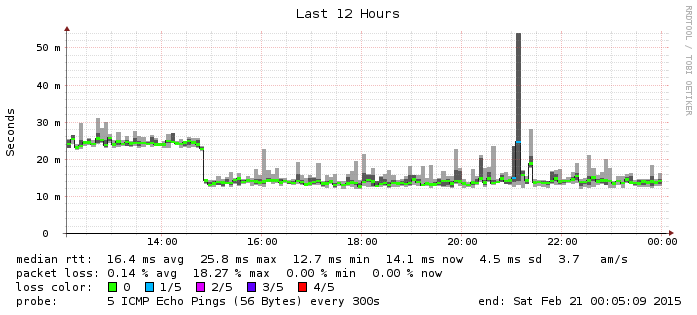 Last 12 Hours
RRDTOOL / TOBI OETIKER
Seconds
50 m
40 m
30 m
20 m
10 m
0
14:00 16:00 18:00 20:00 22:00 00:00
median rtt: 16.4 ms avg 25.8 ms max 12.7 ms min 14.1 ms now 4.5 ms sd 3.7 am/s
packet loss: 0.14 % avg 18.27 % max 0.00 % min 0.00 % now
loss color: 0 1/5 2/5 3/5 4/5
probe: 5 ICMP Echo Pings (56 Bytes) every 300s end: Sat Feb 21 00:05:09 2015